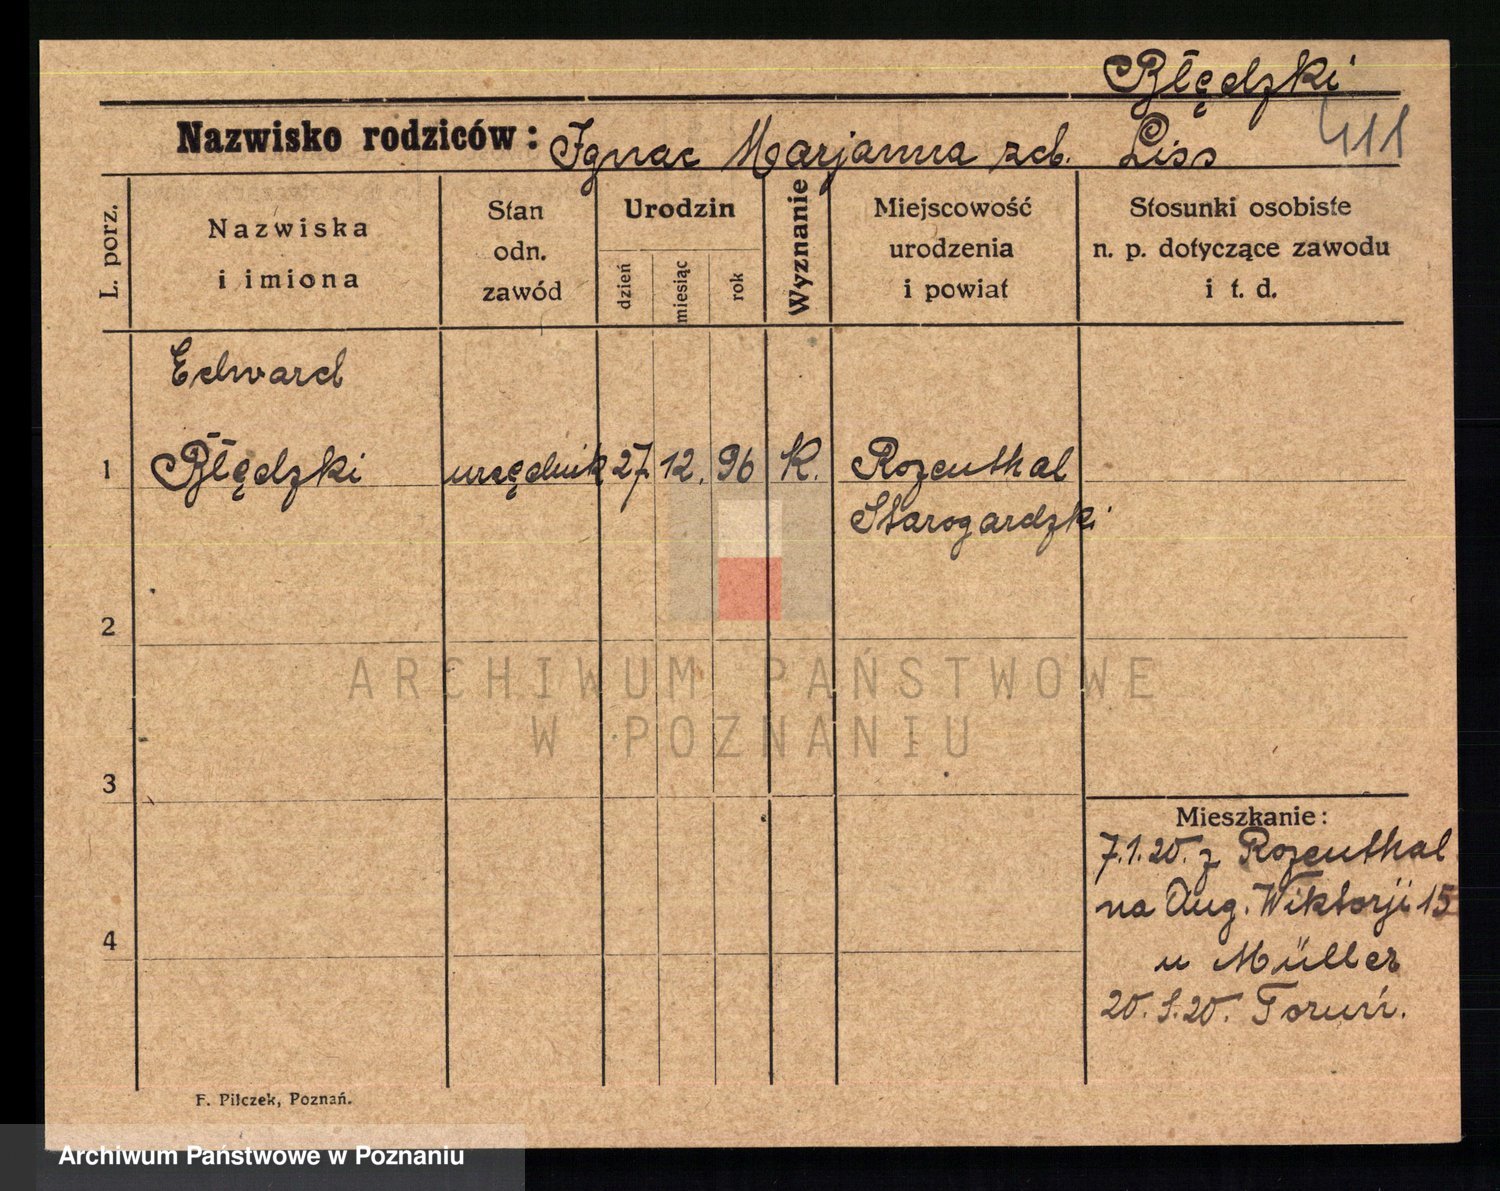 Błędzki
411
Nazwisko rodziców: Ignac Marjanna zd. Liss
L. porz.
Nazwiska
i imiona
Stan
odn.
zawód
Urodzin
dzień
miesiąc
rok
Wyznanie
Miejscowość
urodzenia
i powiat
Stosunki osobiste
n. p. dotyczące zawodu
i t. d.
Edward
1 Błędzki urzędnik 27. 12. 96 K. Rozenthal
Starogardzki
2
ARCHIWUM PAŃSTWOWE
W POZNANIU
3
Mieszkanie:
7.1.20. z Rozenthal
na Aug. Wiktorji 15
4
u Müller
20. 20. Toruń.
F. Pilczek, Poznań.
Archiwum Państwowe w Poznaniu